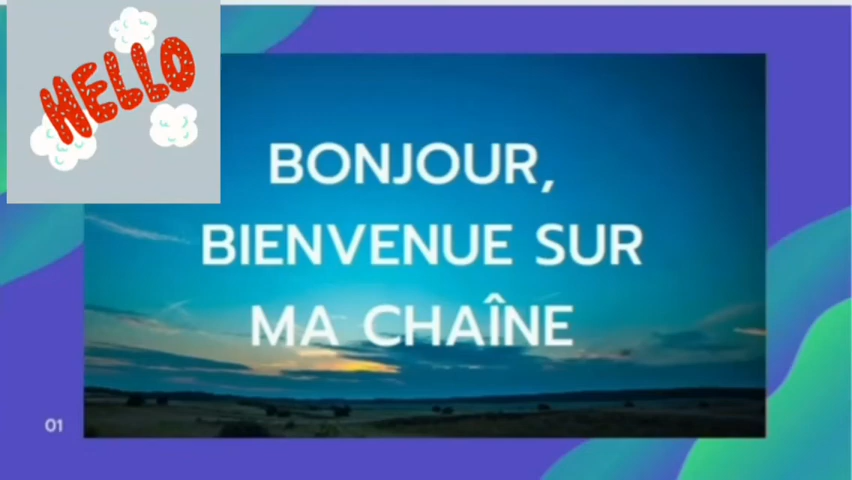 HELLO
BONJOUR,
BIENVENUE SUR
MA CHAÎNE
01